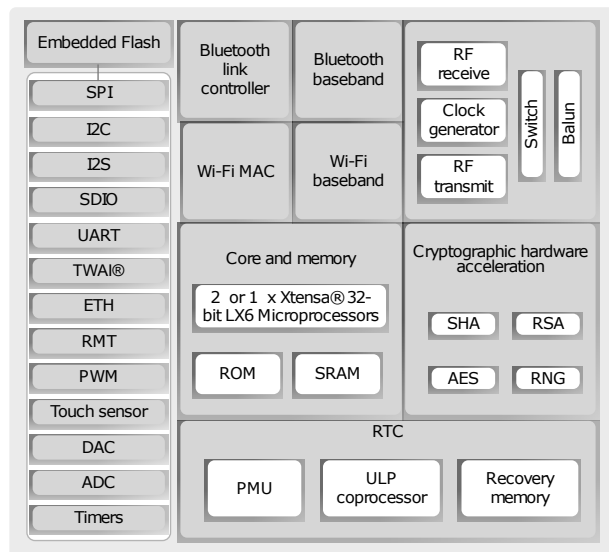 Embedded Flash
SPI
I2C
I2S
SDIO
UART
TWAI®
ETH
RMT
PWM
Touch sensor
DAC
ADC
Timers
Bluetooth
link
controller
Bluetooth
baseband
Wi-Fi MAC
Wi-Fi
baseband
RF
receive
Clock
generator
RF
transmit
Switch
Balun
Core and memory
2 or 1 x Xtensa® 32-
bit LX6 Microprocessors
ROM
SRAM
Cryptographic hardware
acceleration
SHA
RSA
AES
RNG
RTC
PMU
ULP
coprocessor
Recovery
memory